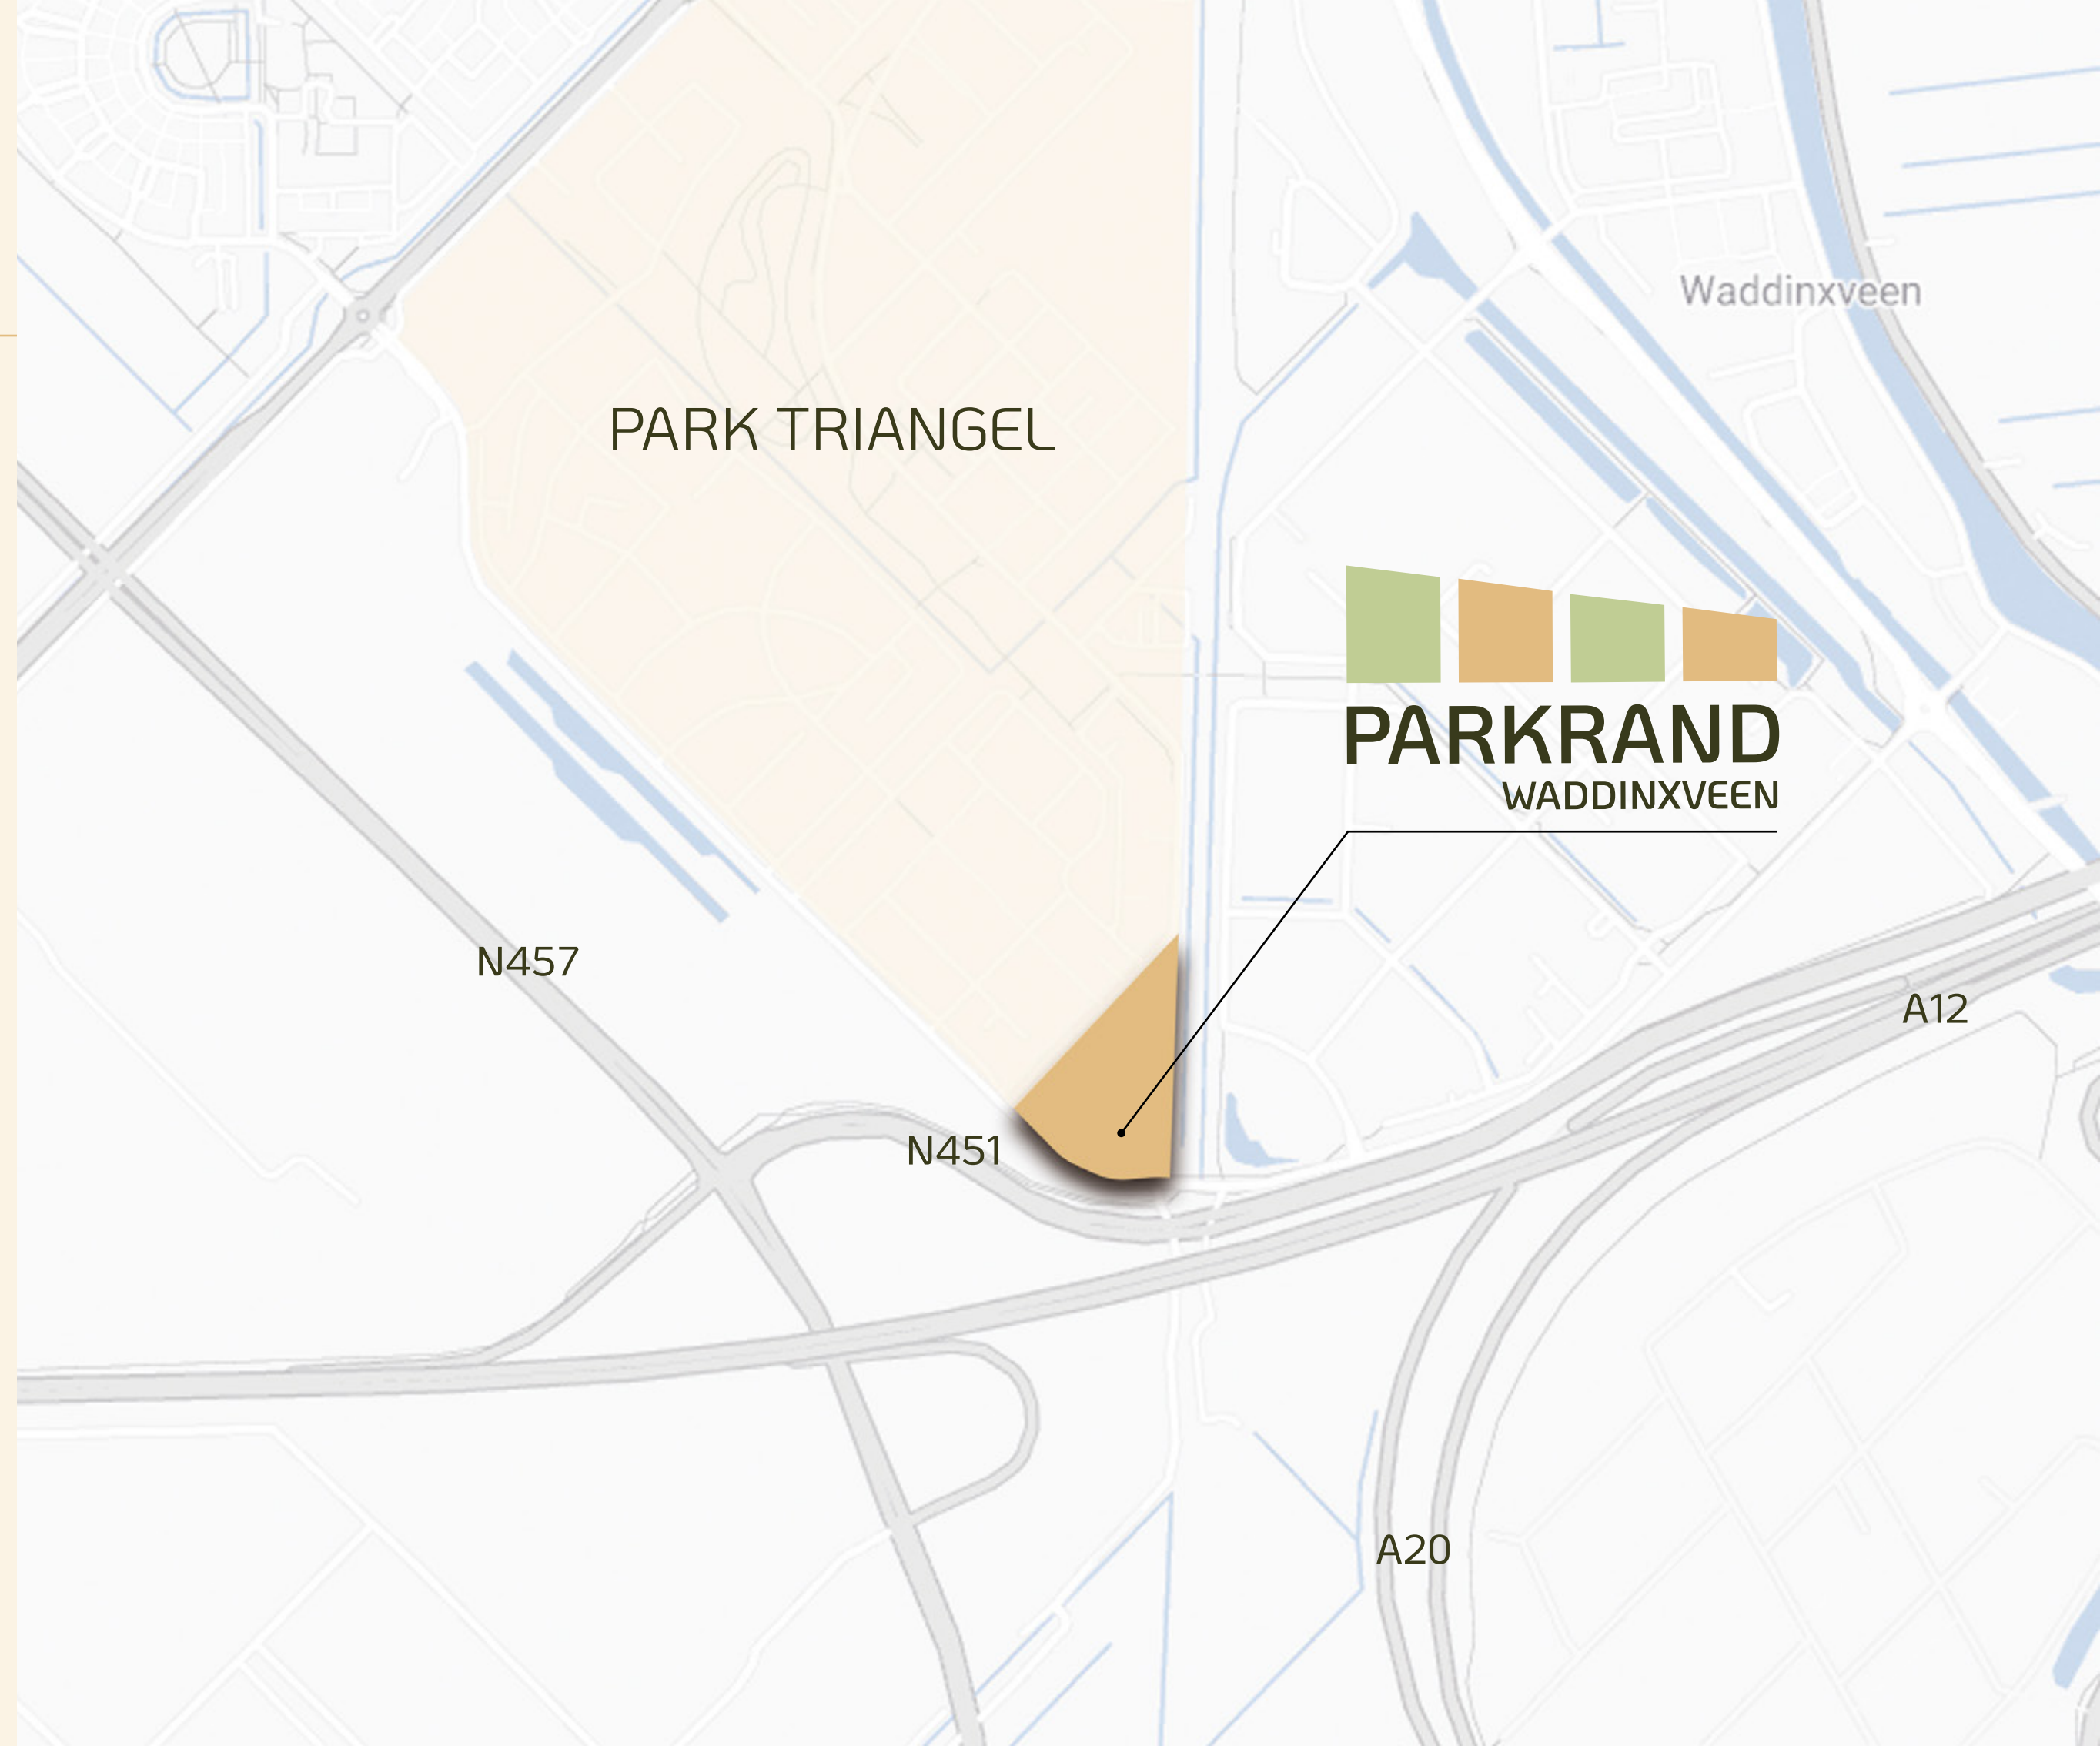 Waddinxveen
PARK TRIANGEL
PARKRAND
WADDINXVEEN
N457
A12
N451
A20